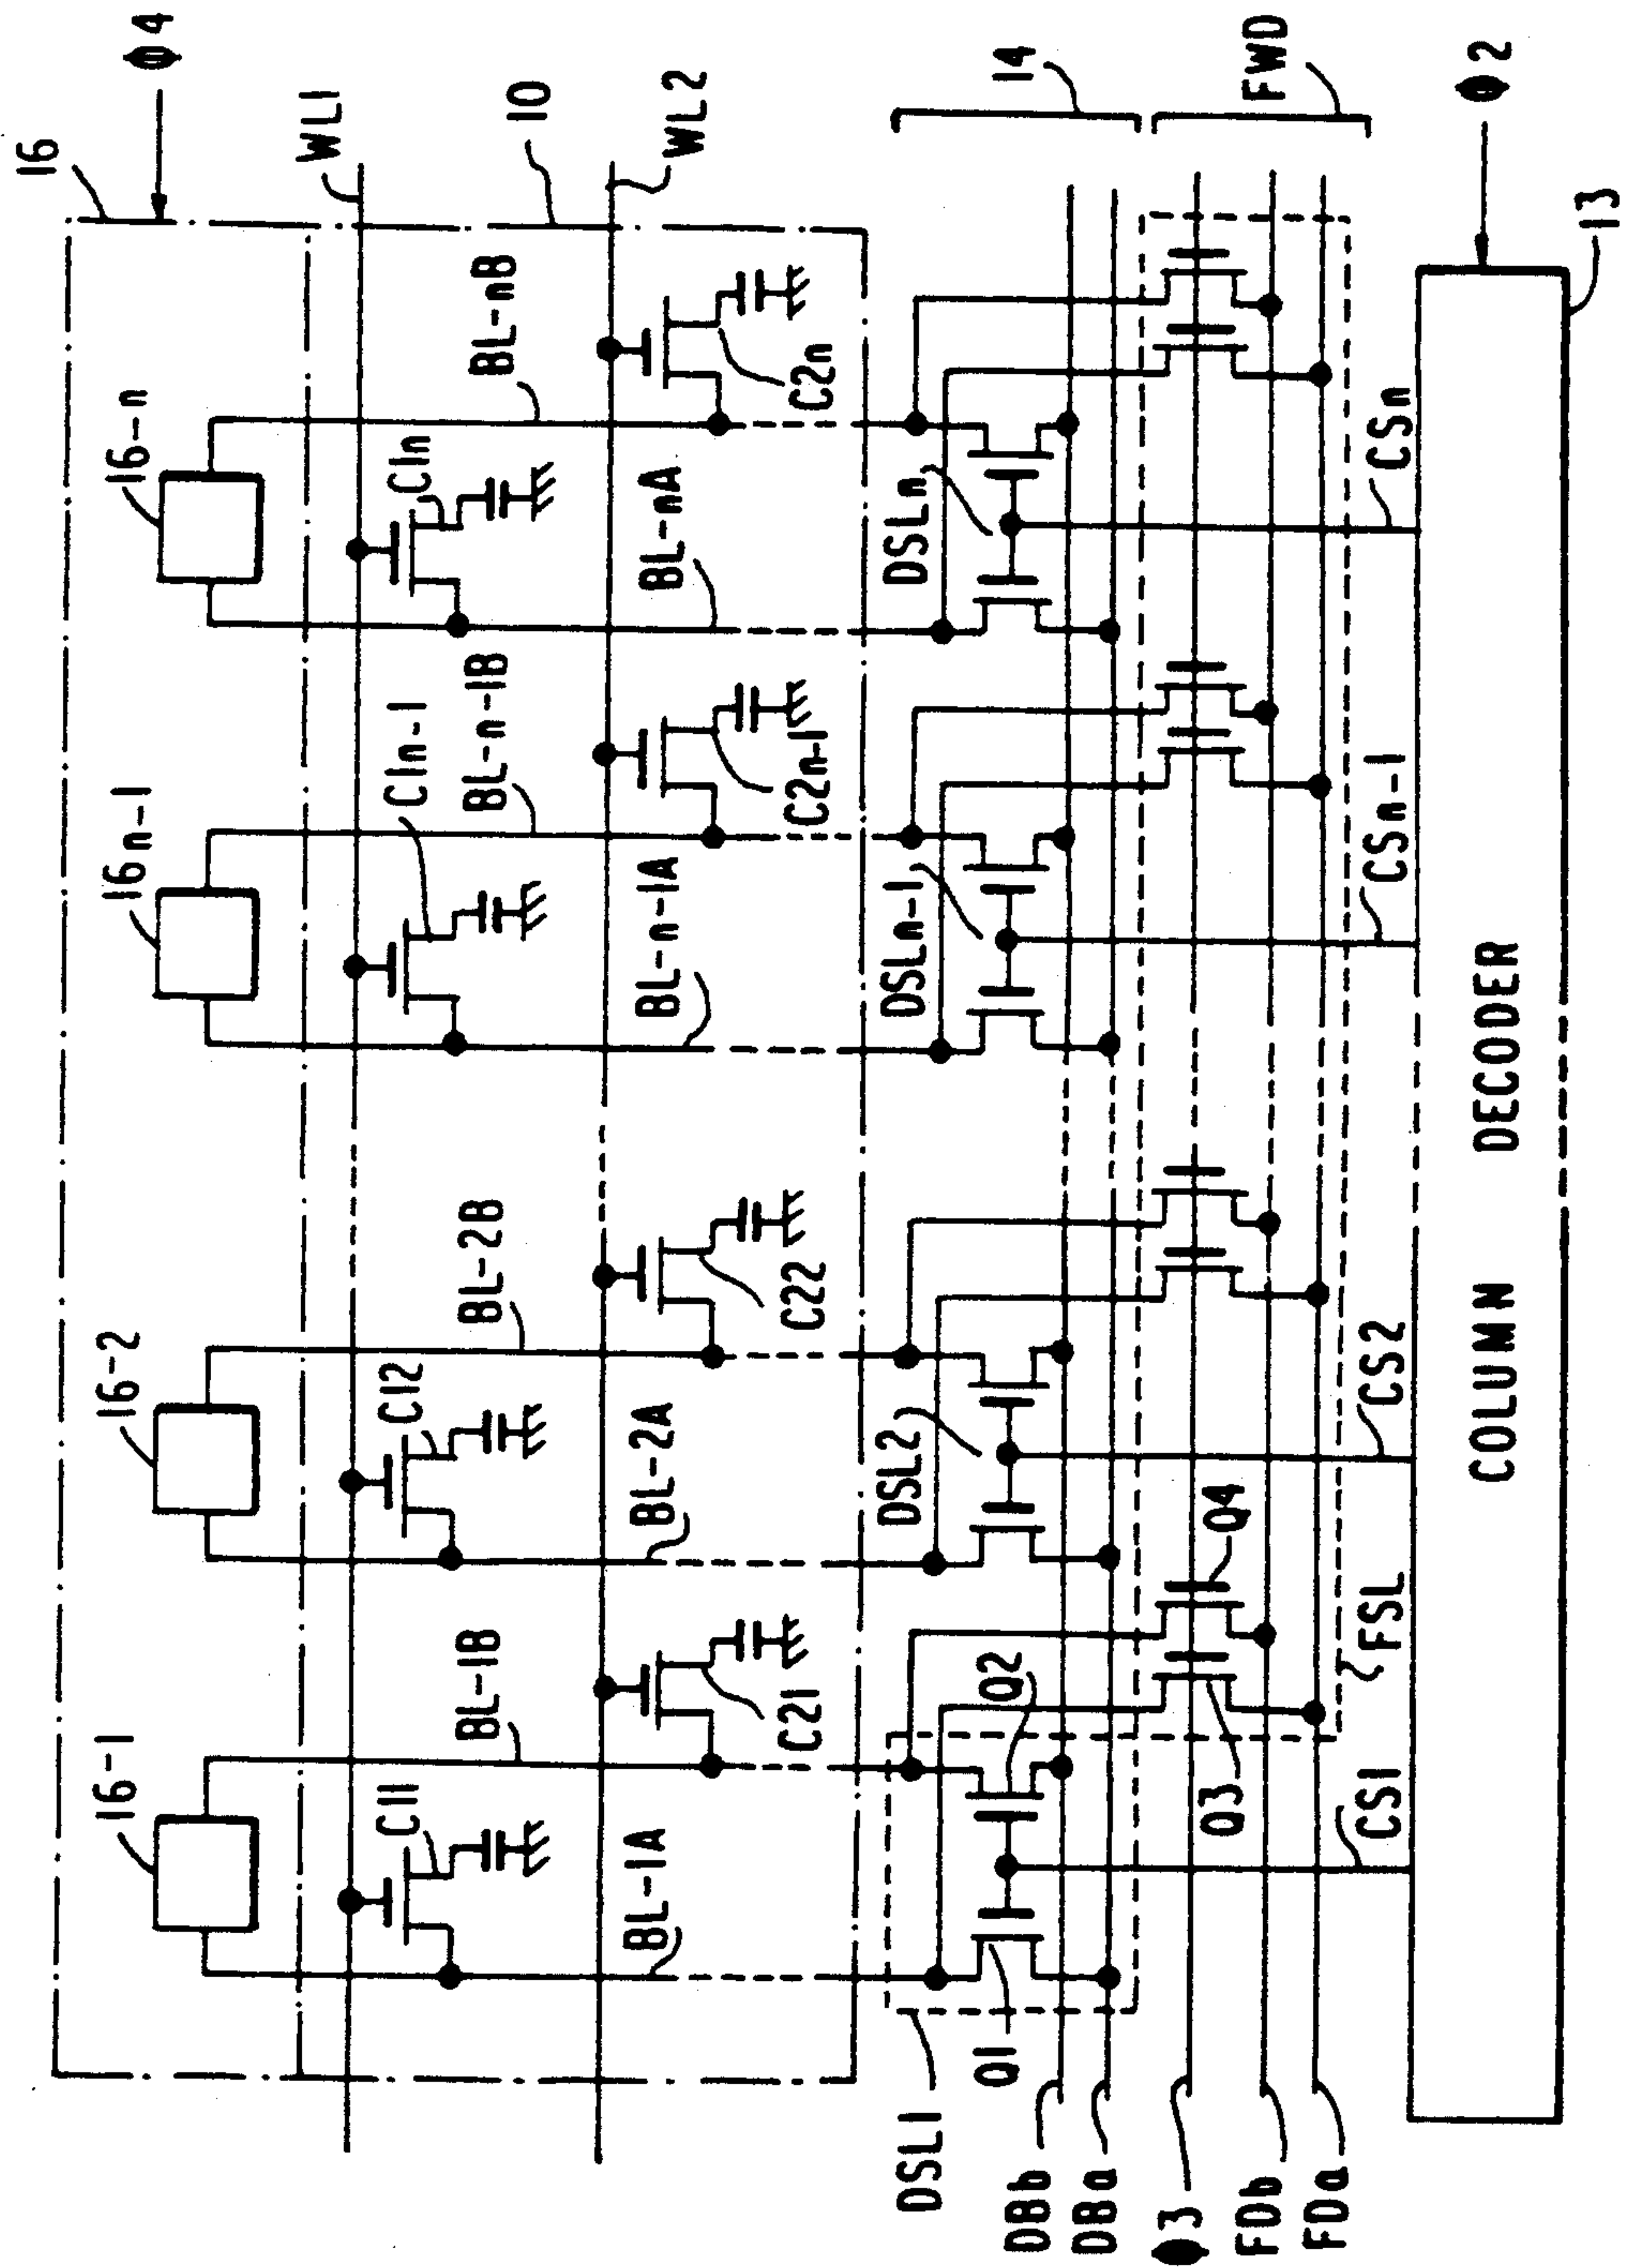 16
Φ4
16-1
16-2
16n-1
16-n
WL1
C11
C12
C1n-1
C1n
10
BL-1B
BL-2B
BL-n-1B
BL-nB
WL2
BL-1A
C21
BL-2A
C22
BL-n-1A
C2n-1
BL-nA
C2n
DSL1
DSL2
DSLn-1
DSLn
14
Q1
Q2
DBb
DBa
Φ3
Q3
Q4
FWD
FDb
FDa
FSL
CS1
CS2
CSn-1
CSn
Φ2
COLUMN DECODER
13